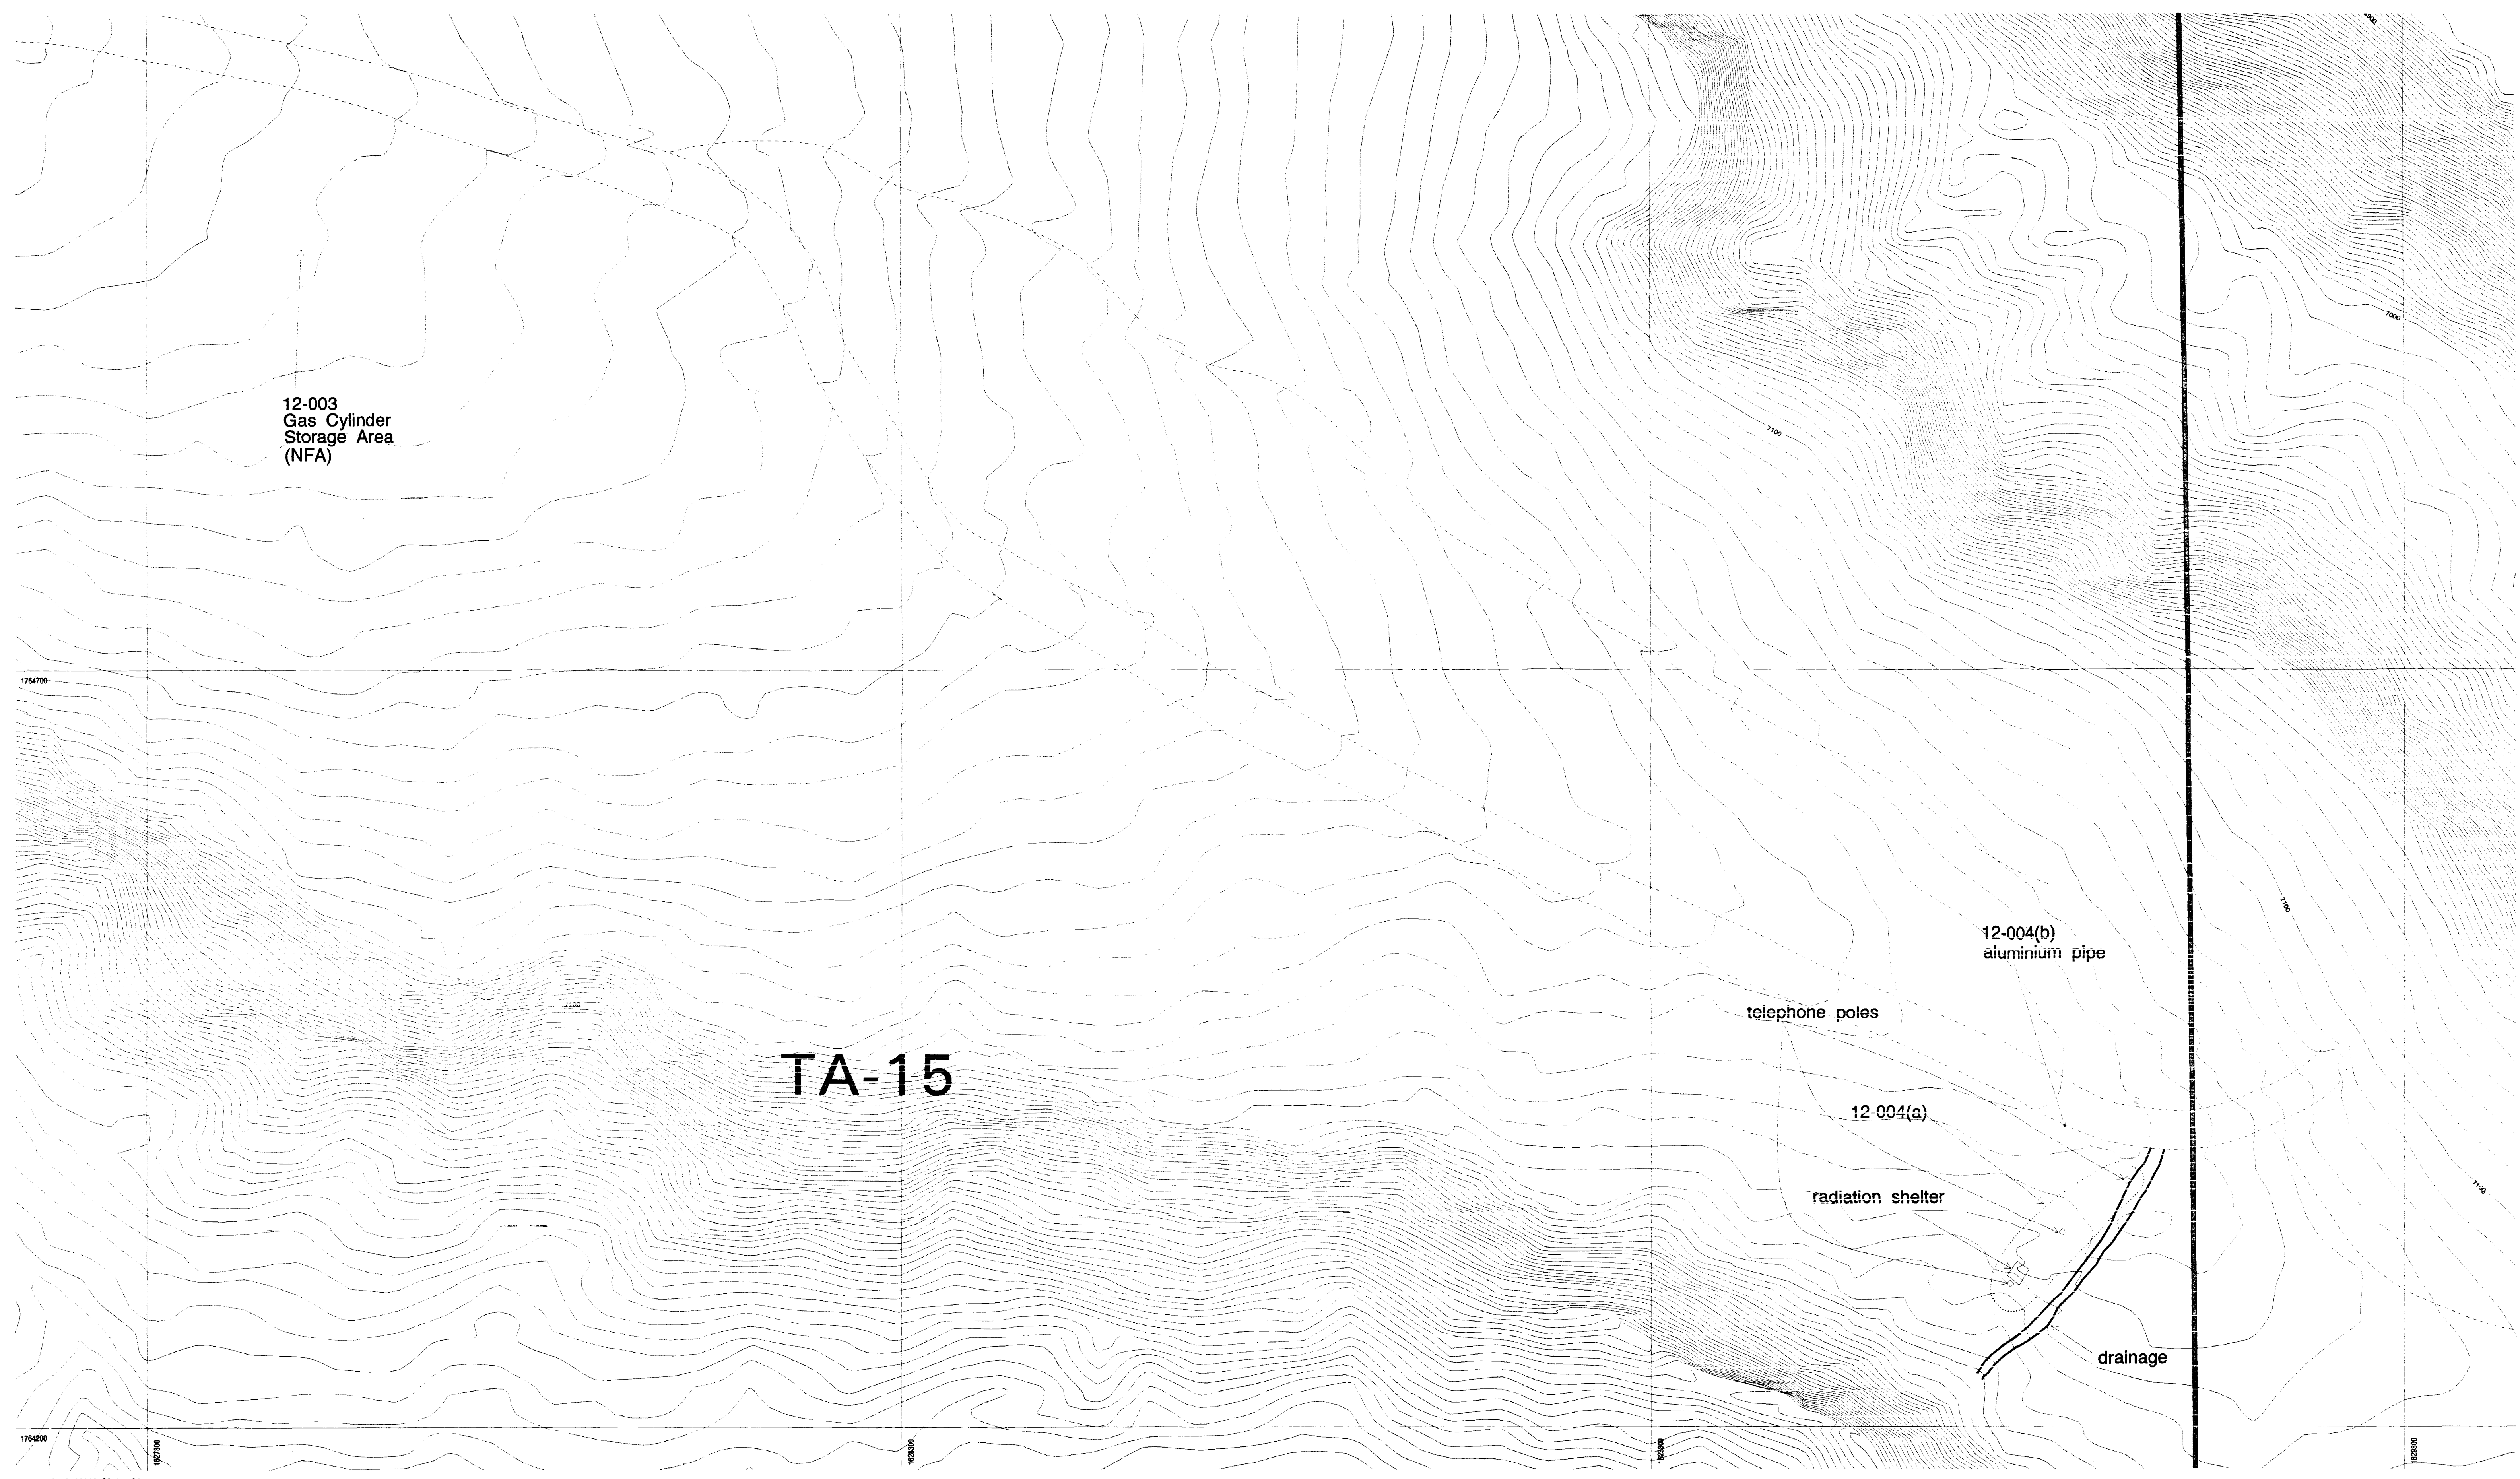 7000
12-003
Gas Cylinder
Storage Area
(NFA)
7100
1764700
7100
12-004(b)
aluminium pipe
7100
telephone poles
TA-15
12-004(a)
7100
radiation shelter
drainage
1764200
1627800
1628300
1628800
1629300